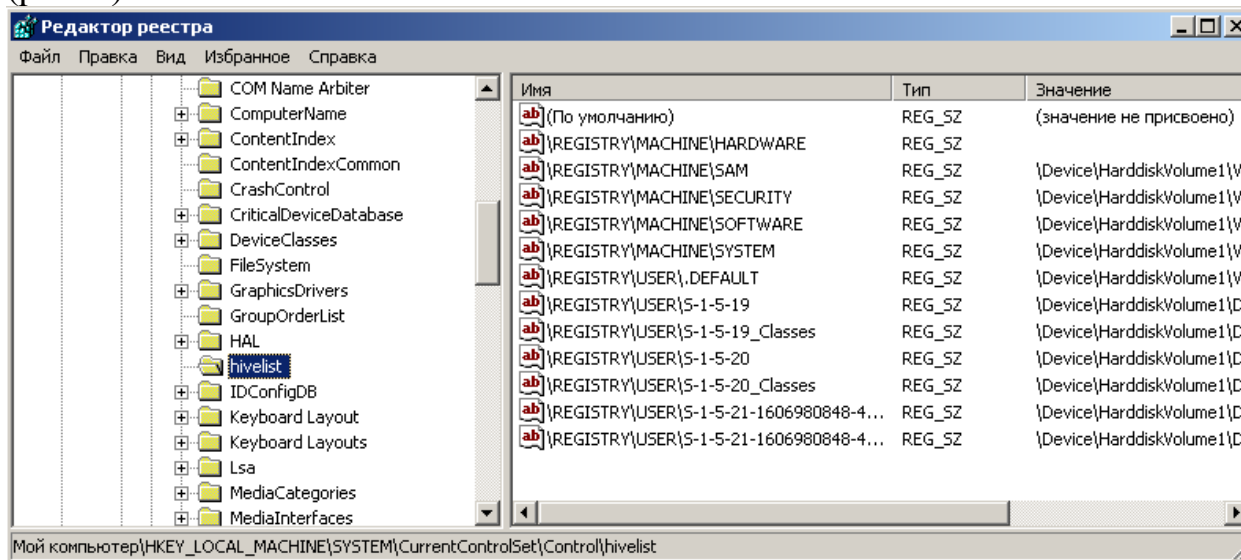 Редактор реестра
Файл Правка Вид Избранное Справка
COM Name Arbiter
ComputerName
ContentIndex
ContentIndexCommon
CrashControl
CriticalDeviceDatabase
DeviceClasses
FileSystem
GraphicsDrivers
GroupOrderList
HAL
hivelist
IDConfigDB
Keyboard Layout
Keyboard Layouts
Lsa
MediaCategories
MediaInterfaces
Имя Тип Значение
(По умолчанию) REG_SZ (значение не присвоено)
\REGISTRY\MACHINE\HARDWARE REG_SZ
\REGISTRY\MACHINE\SAM REG_SZ \Device\HarddiskVolume1\
\REGISTRY\MACHINE\SECURITY REG_SZ \Device\HarddiskVolume1\
\REGISTRY\MACHINE\SOFTWARE REG_SZ \Device\HarddiskVolume1\
\REGISTRY\MACHINE\SYSTEM REG_SZ \Device\HarddiskVolume1\
\REGISTRY\USER\.DEFAULT REG_SZ \Device\HarddiskVolume1\
\REGISTRY\USER\S-1-5-19 REG_SZ \Device\HarddiskVolume1\
\REGISTRY\USER\S-1-5-19_Classes REG_SZ \Device\HarddiskVolume1\
\REGISTRY\USER\S-1-5-20 REG_SZ \Device\HarddiskVolume1\
\REGISTRY\USER\S-1-5-20_Classes REG_SZ \Device\HarddiskVolume1\
\REGISTRY\USER\S-1-5-21-1606980848-4... REG_SZ \Device\HarddiskVolume1\
\REGISTRY\USER\S-1-5-21-1606980848-4... REG_SZ \Device\HarddiskVolume1\
Мой компьютер\HKEY_LOCAL_MACHINE\SYSTEM\CurrentControlSet\Control\hivelist